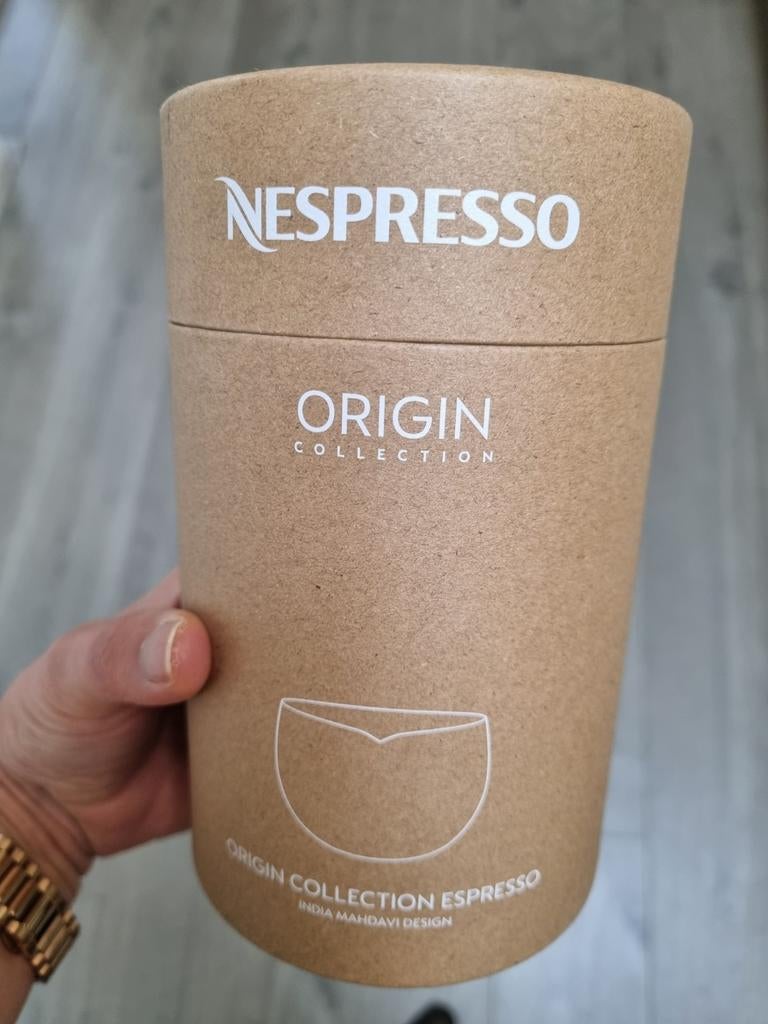 NESPRESSO
ORIGIN
COLLECTION
ORIGIN COLLECTION ESPRESSO
INDIA MAHDAVI DESIGN